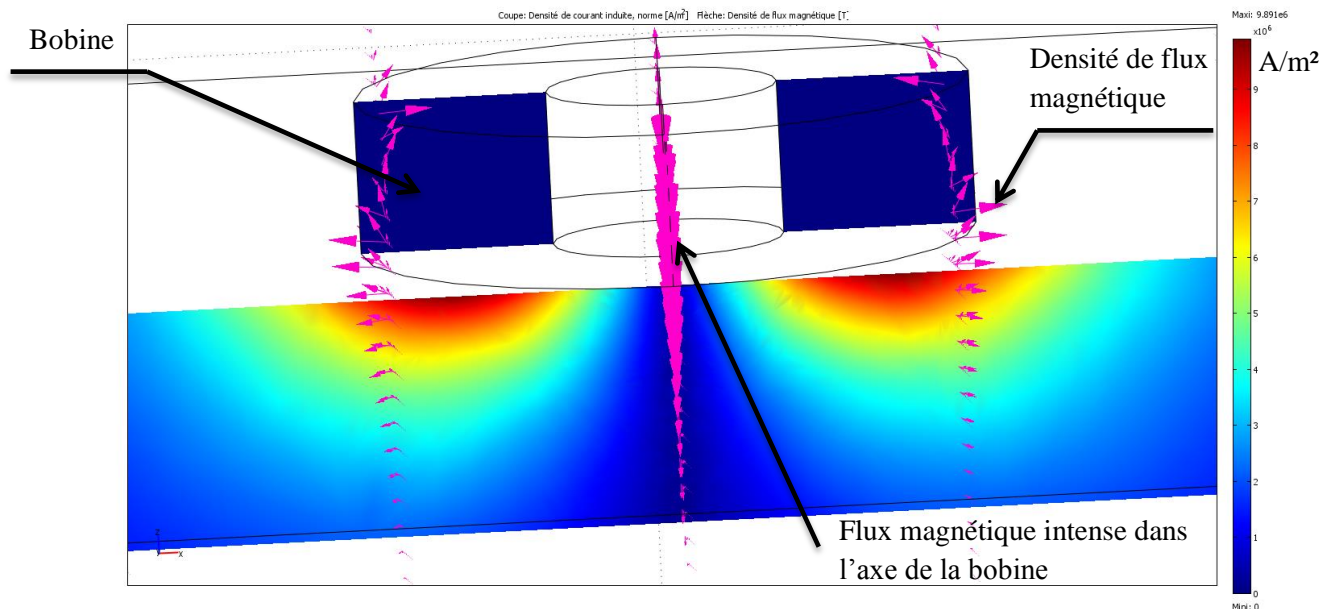 Coupe: Densité de courant induite, norme [A/m²] Flèche: Densité de flux magnétique [T]
Maxi: 9.891e6
x10⁶
Bobine
A/m²
Densité de flux
magnétique
9
8
7
6
5
4
3
2
1
0
Flux magnétique intense dans
l’axe de la bobine
z
x
Mini: 0